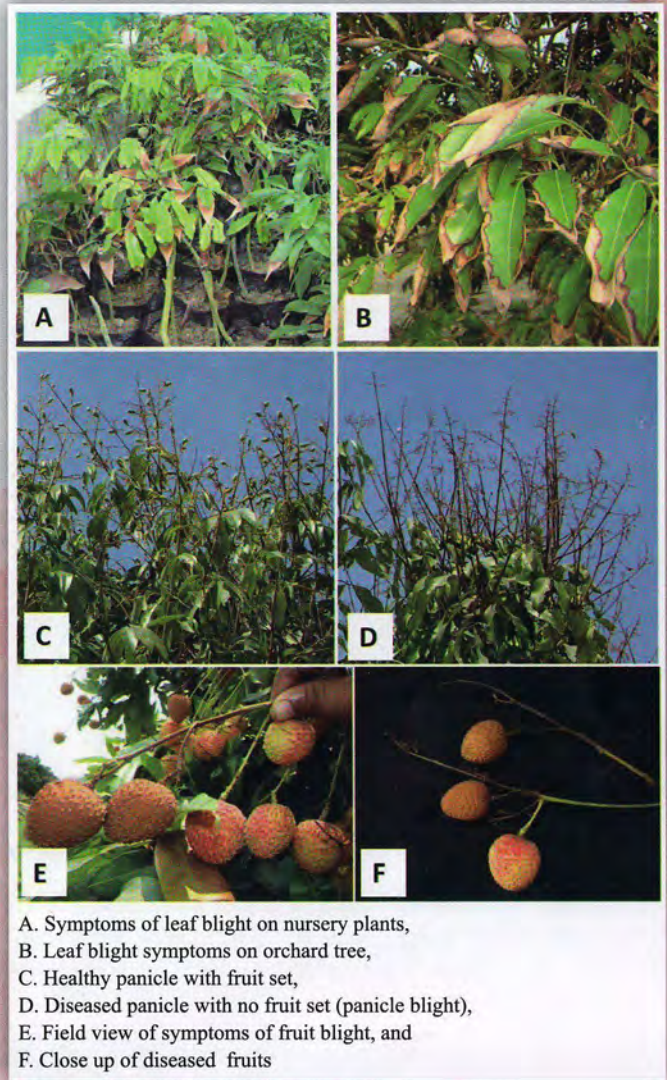 A
B
C
D
E
F
A. Symptoms of leaf blight on nursery plants,
B. Leaf blight symptoms on orchard tree,
C. Healthy panicle with fruit set,
D. Diseased panicle with no fruit set (panicle blight),
E. Field view of symptoms of fruit blight, and
F. Close up of diseased fruits